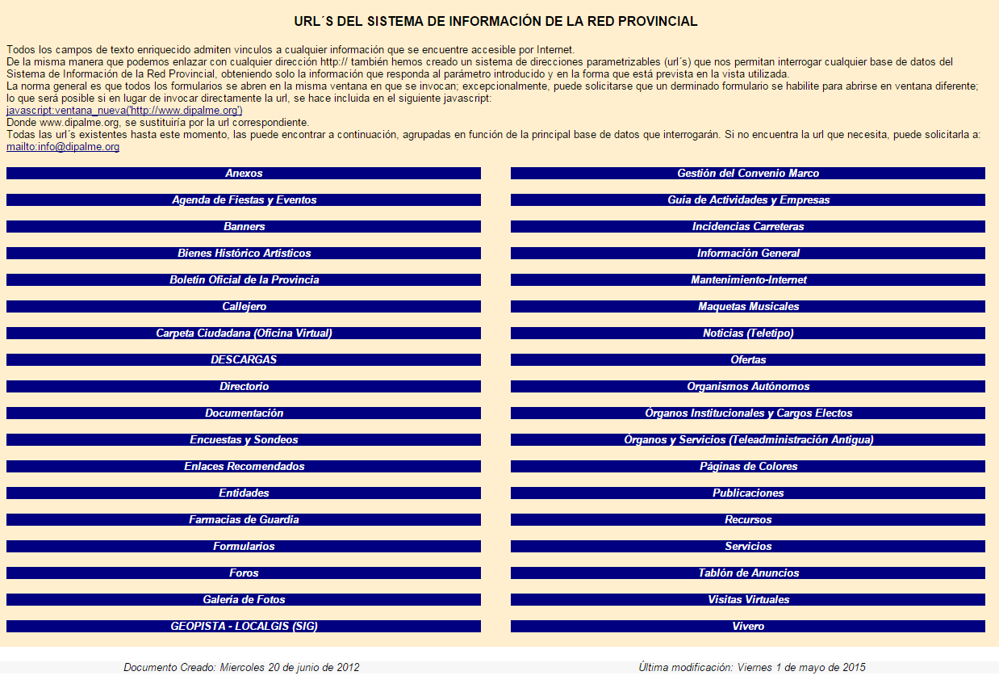 URL´S DEL SISTEMA DE INFORMACIÓN DE LA RED PROVINCIAL
Todos los campos de texto enriquecido admiten vinculos a cualquier información que se encuentre accesible por Internet.
De la misma manera que podemos enlazar con cualquier dirección http:// también hemos creado un sistema de direcciones parametrizables (url´s) que nos permitan interrogar cualquier base de datos del
Sistema de Información de la Red Provincial, obteniendo solo la información que responda al parámetro introducido y en la forma que está prevista en la vista utilizada.
La norma general es que todos los formularios se abren en la misma ventana en que se invocan; excepcionalmente, puede solicitarse que un derminado formulario se habilite para abrirse en ventana diferente;
lo que será posible si en lugar de invocar directamente la url, se hace incluida en el siguiente javascript:
javascript:ventana_nueva('http://www.dipalme.org')
Donde www.dipalme.org, se sustituiría por la url correspondiente.
Todas las url´s existentes hasta este momento, las puede encontrar a continuación, agrupadas en función de la principal base de datos que interrogarán. Si no encuentra la url que necesita, puede solicitarla a:
mailto:info@dipalme.org
Anexos
Agenda de Fiestas y Eventos
Banners
Bienes Histórico Artísticos
Boletín Oficial de la Provincia
Callejero
Carpeta Ciudadana (Oficina Virtual)
DESCARGAS
Directorio
Documentación
Encuestas y Sondeos
Enlaces Recomendados
Entidades
Farmacias de Guardia
Formularios
Foros
Galería de Fotos
GEOPISTA - LOCALGIS (SIG)
Gestión del Convenio Marco
Guía de Actividades y Empresas
Incidencias Carreteras
Información General
Mantenimiento-Internet
Maquetas Musicales
Noticias (Teletipo)
Ofertas
Organismos Autónomos
Órganos Institucionales y Cargos Electos
Órganos y Servicios (Teleadministración Antigua)
Páginas de Colores
Publicaciones
Recursos
Servicios
Tablón de Anuncios
Visitas Virtuales
Vivero
Documento Creado: Miercoles 20 de junio de 2012
Última modificación: Viernes 1 de mayo de 2015